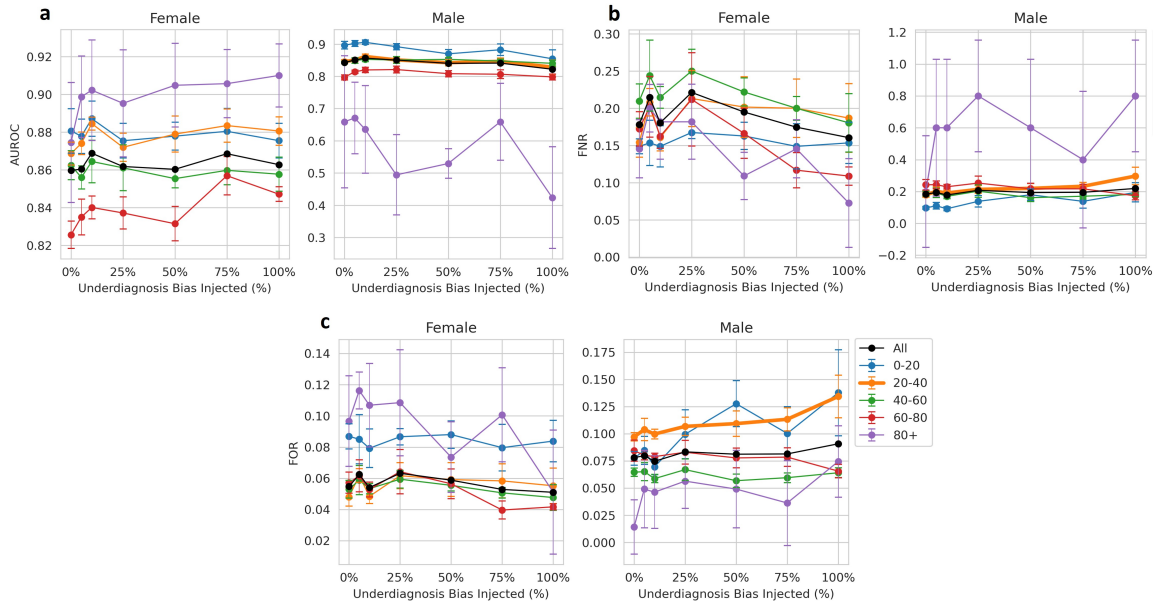 a
Female
Male
AUROC
0.92
0.90
0.88
0.86
0.84
0.82
0.9
0.8
0.7
0.6
0.5
0.4
0.3
0% 25% 50% 75% 100%
0% 25% 50% 75% 100%
Underdiagnosis Bias Injected (%)
Underdiagnosis Bias Injected (%)
b
Female
Male
FNR
0.30
0.25
0.20
0.15
0.10
0.05
0.00
1.2
1.0
0.8
0.6
0.4
0.2
0.0
−0.2
0% 25% 50% 75% 100%
0% 25% 50% 75% 100%
Underdiagnosis Bias Injected (%)
Underdiagnosis Bias Injected (%)
c
Female
Male
FOR
0.14
0.12
0.10
0.08
0.06
0.04
0.02
0.175
0.150
0.125
0.100
0.075
0.050
0.025
0.000
0% 25% 50% 75% 100%
0% 25% 50% 75% 100%
Underdiagnosis Bias Injected (%)
Underdiagnosis Bias Injected (%)
All
0-20
20-40
40-60
60-80
80+